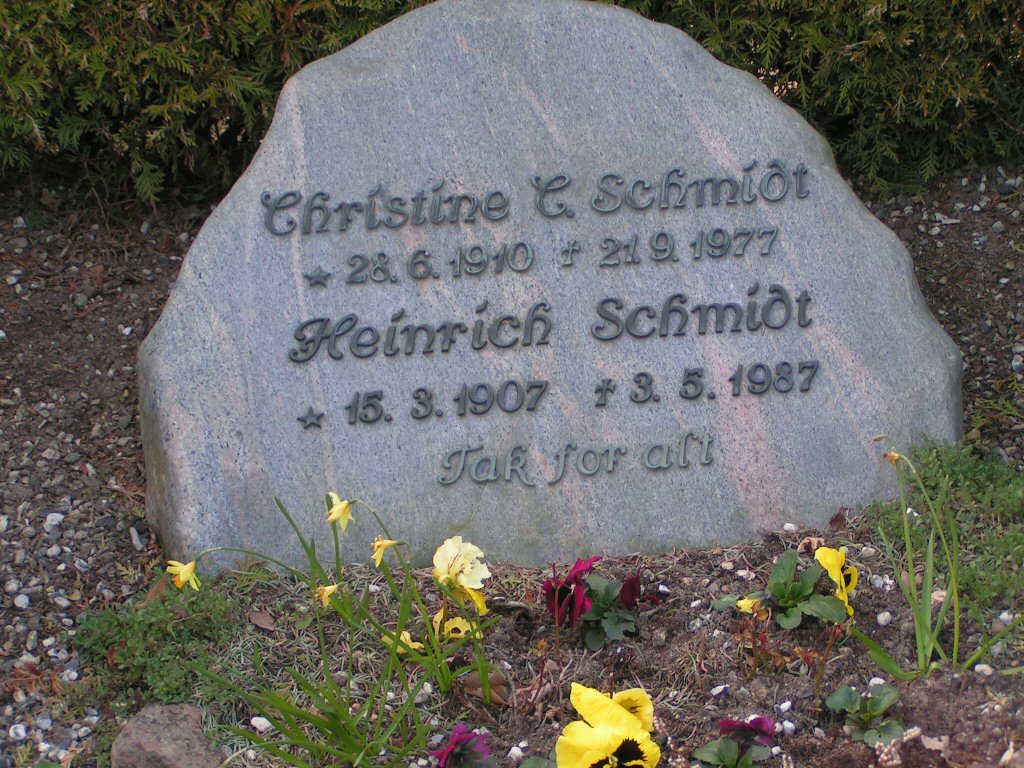 Christine C. Schmidt
★ 28. 6. 1910 † 21. 9. 1977
Heinrich Schmidt
★ 15. 3. 1907 † 3. 5. 1987
Tak for alt